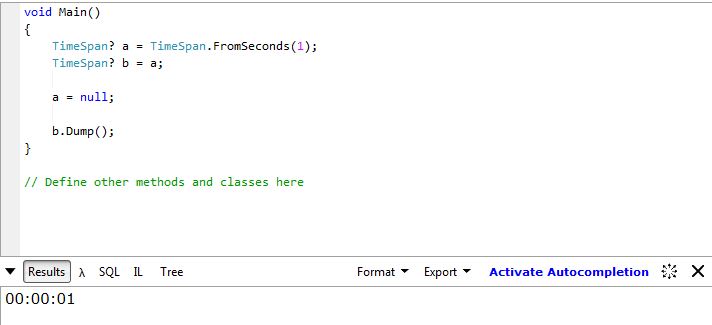 void Main()
{
    TimeSpan? a = TimeSpan.FromSeconds(1);
    TimeSpan? b = a;
    a = null;
    b.Dump();
}
// Define other methods and classes here
Results λ SQL IL Tree Format Export Activate Autocompletion
00:00:01